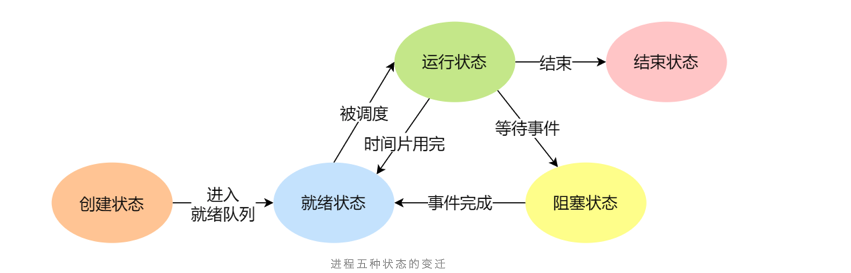 运行状态
结束
结束状态
被调度
时间片用完
等待事件
创建状态
进入
就绪队列
就绪状态
事件完成
阻塞状态
进程五种状态的变迁